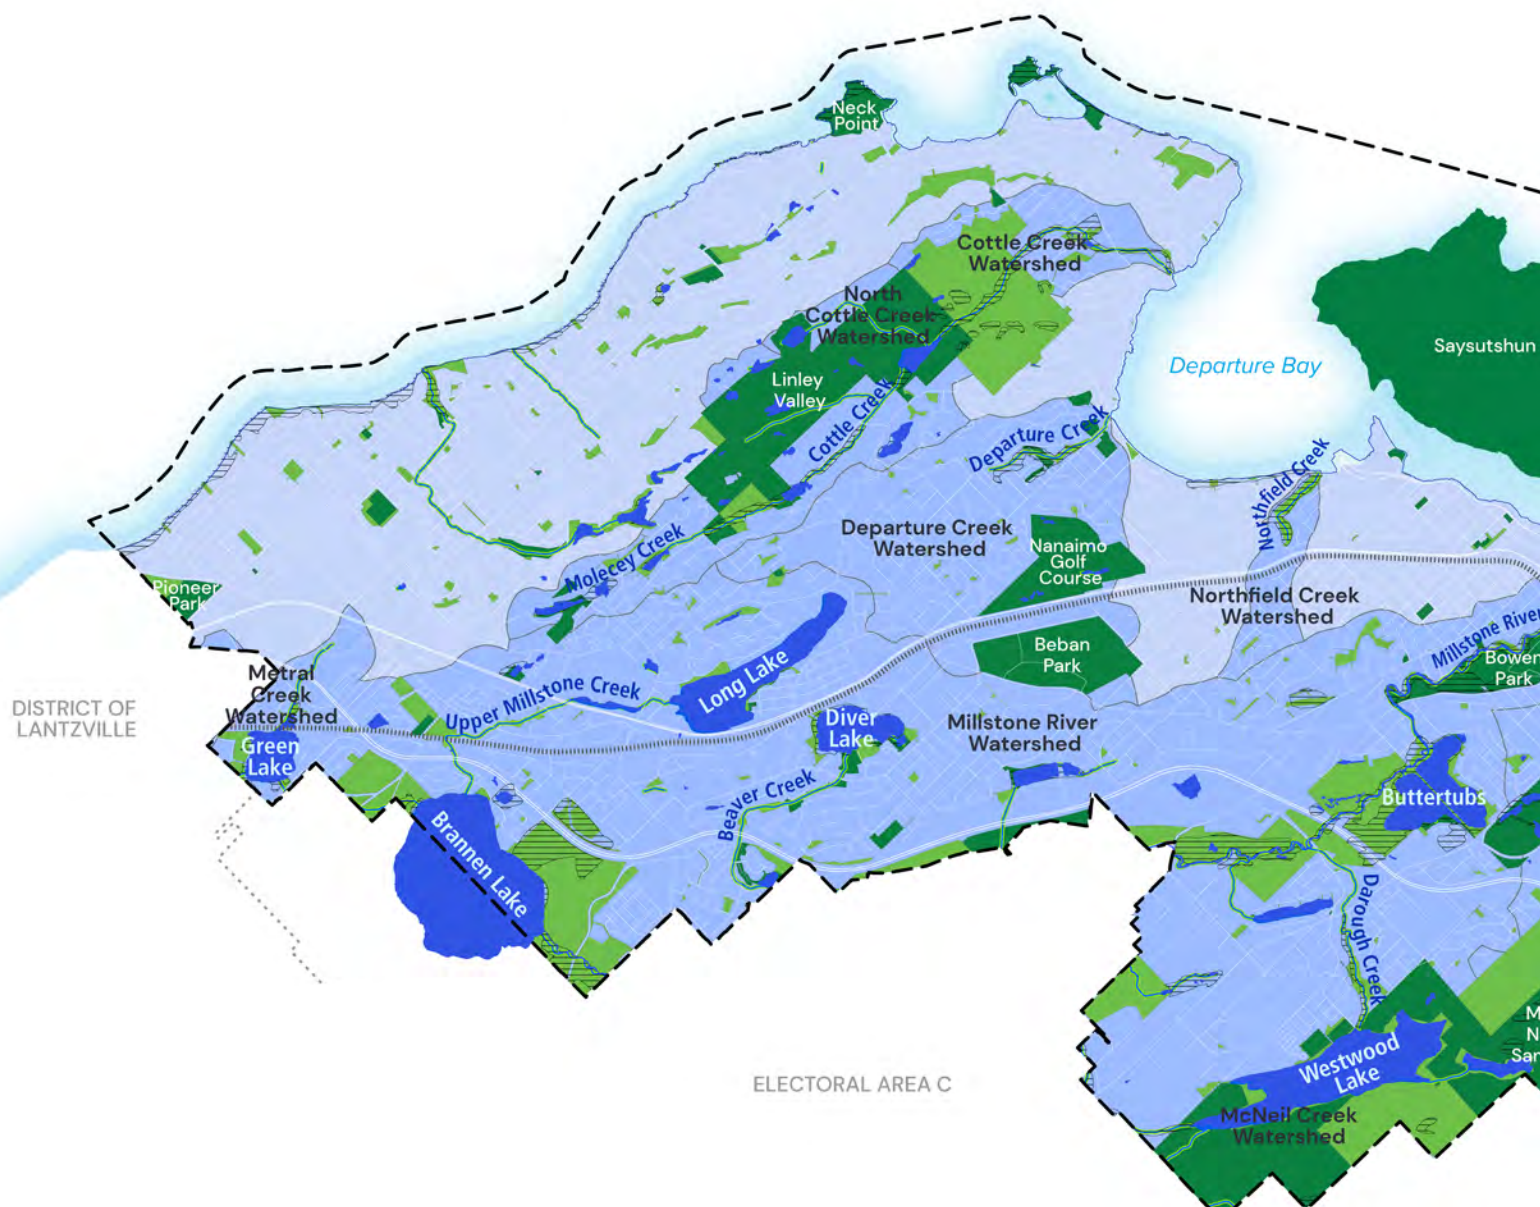 Neck
Point
Cottle Creek
Watershed
North
Cottle Creek
Watershed
Saysutshun
Departure Bay
Linley
Valley
Cottle Creek
Departure Creek
Northfield Creek
Departure Creek
Watershed
Nanaimo
Golf
Course
Molecey Creek
Pioneer
Park
Northfield Creek
Watershed
Millstone River
Bowen
Park
Beban
Park
Metral
Creek
Watershed
DISTRICT OF
LANTZVILLE
Green
Lake
Upper Millstone Creek
Long Lake
Diver
Lake
Millstone River
Watershed
Beaver Creek
Buttertubs
Brannen Lake
Darough Creek
Westwood
Lake
ELECTORAL AREA C
McNeil Creek
Watershed